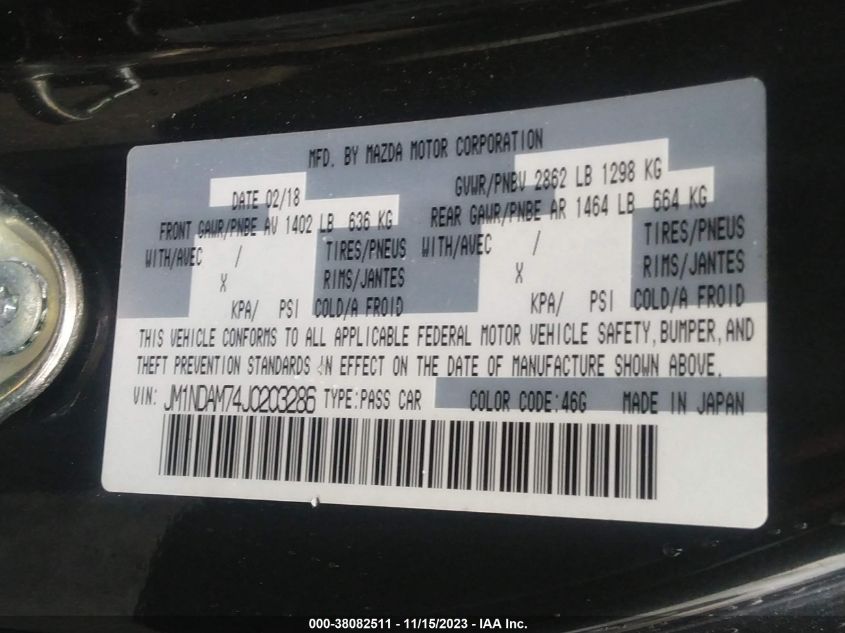 MFD. BY MAZDA MOTOR CORPORATION
DATE 02/18 GVWR/PNBV 2862 LB 1298 KG
FRONT GAWR/PNBE AV 1402 LB 636 KG REAR GAWR/PNBE AR 1464 LB 664 KG
WITH/AVEC / TIRES/PNEUS WITH/AVEC / TIRES/PNEUS
X RIMS/JANTES X RIMS/JANTES
KPA/ PSI COLD/A FROID KPA/ PSI COLD/A FROID
THIS VEHICLE CONFORMS TO ALL APPLICABLE FEDERAL MOTOR VEHICLE SAFETY, BUMPER, AND
THEFT PREVENTION STANDARDS IN EFFECT ON THE DATE OF MANUFACTURE SHOWN ABOVE.
VIN: JM1NDAM74J0203286 TYPE:PASS CAR COLOR CODE:46G MADE IN JAPAN
000-38082511 - 11/15/2023 - IAA Inc.